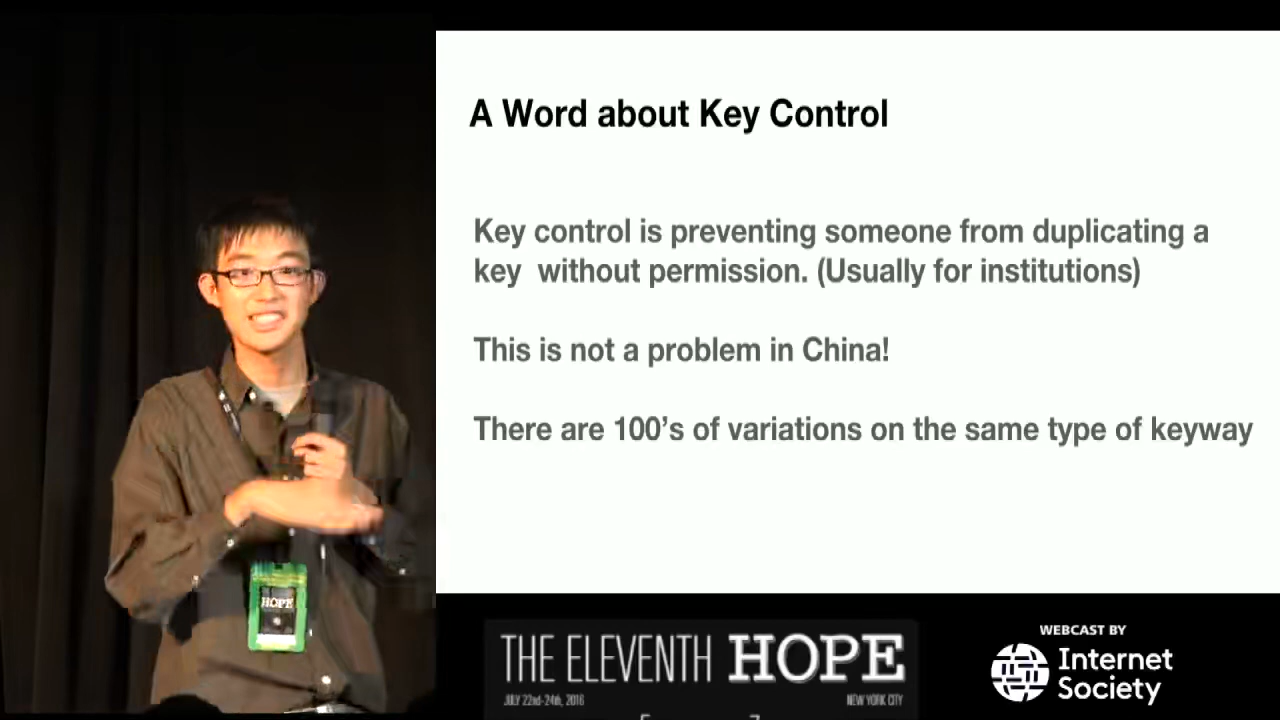 A Word about Key Control
Key control is preventing someone from duplicating a
key without permission. (Usually for institutions)
This is not a problem in China!
There are 100's of variations on the same type of keyway
HOPE
THE ELEVENTH HOPE
JULY 22nd-24th, 2016 NEW YORK CITY
WEBCAST BY
Internet
Society